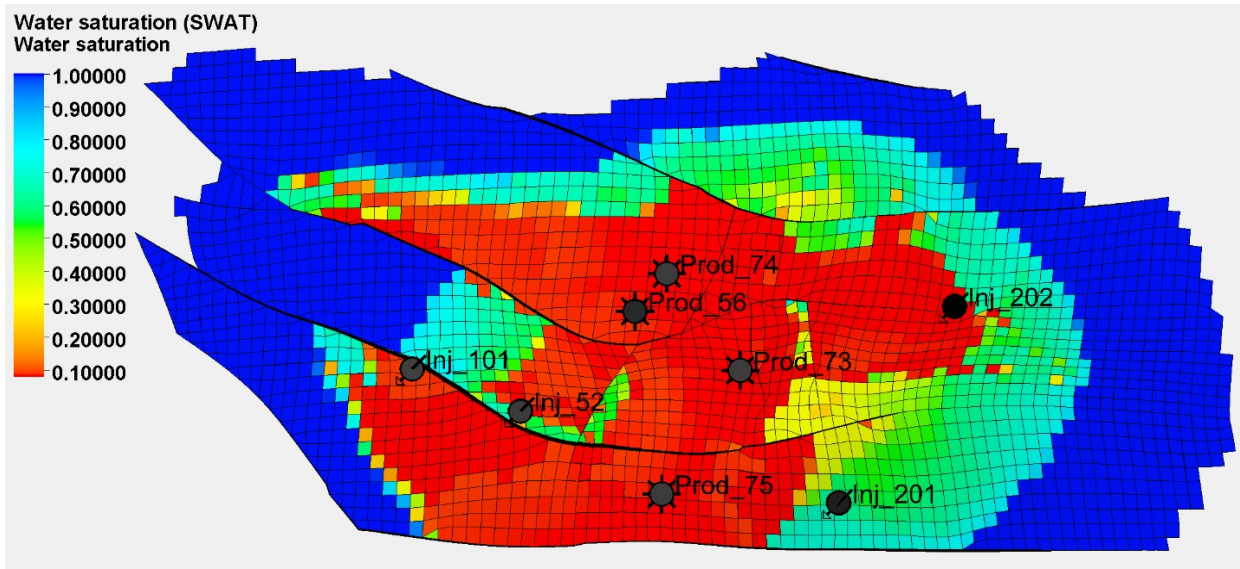 Water saturation (SWAT)
Water saturation
1.00000
0.90000
0.80000
0.70000
0.60000
0.50000
0.40000
0.30000
0.20000
0.10000
Prod_74
Prod_56
Inj_202
Inj_101
Prod_73
Inj_52
Prod_75
Inj_201